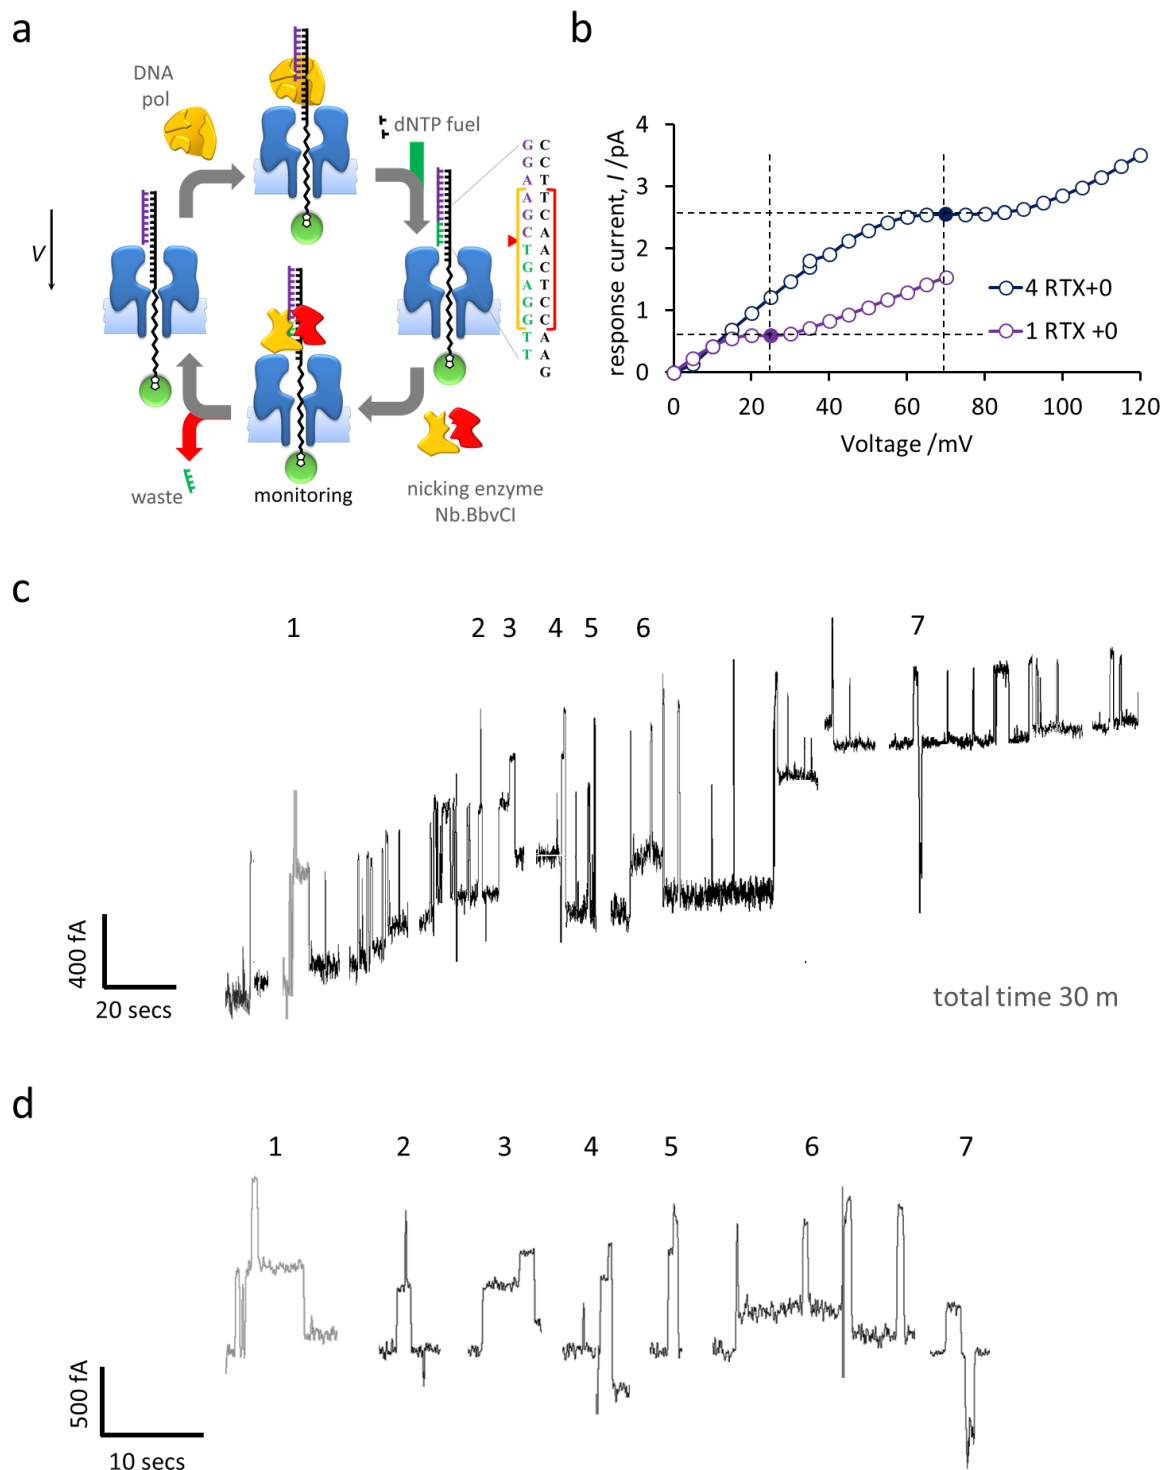 a
DNA
pol
dNTP fuel
V
G C
G C
A T
A T
G C
C A
T A
G C
A T
G C
G C
T A
T A
G
waste
monitoring
nicking enzyme
Nb.BbvCI
b
response current, I /pA
4
3
2
1
0
4 RTX+0
1 RTX +0
0 20 40 60 80 100 120
Voltage /mV
c
1 2 3 4 5 6 7
400 fA
20 secs
total time 30 m
d
1 2 3 4 5 6 7
500 fA
10 secs